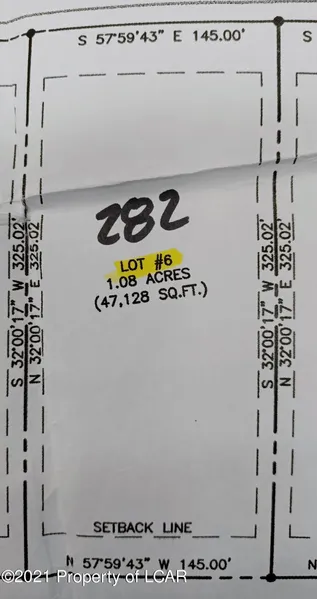 S 57°59'43" E 145.00'
S
S 32°00'17" W 325.02'
N 32°00'17" E 325.02'
282
LOT #6
1.08 ACRES
(47,128 SQ.FT.)
S 32°00'17" W 325.02'
N 32°00'17" E 325.02'
SETBACK LINE
N 57°59'43" W 145.00'
N
©2021 Property of LCAR